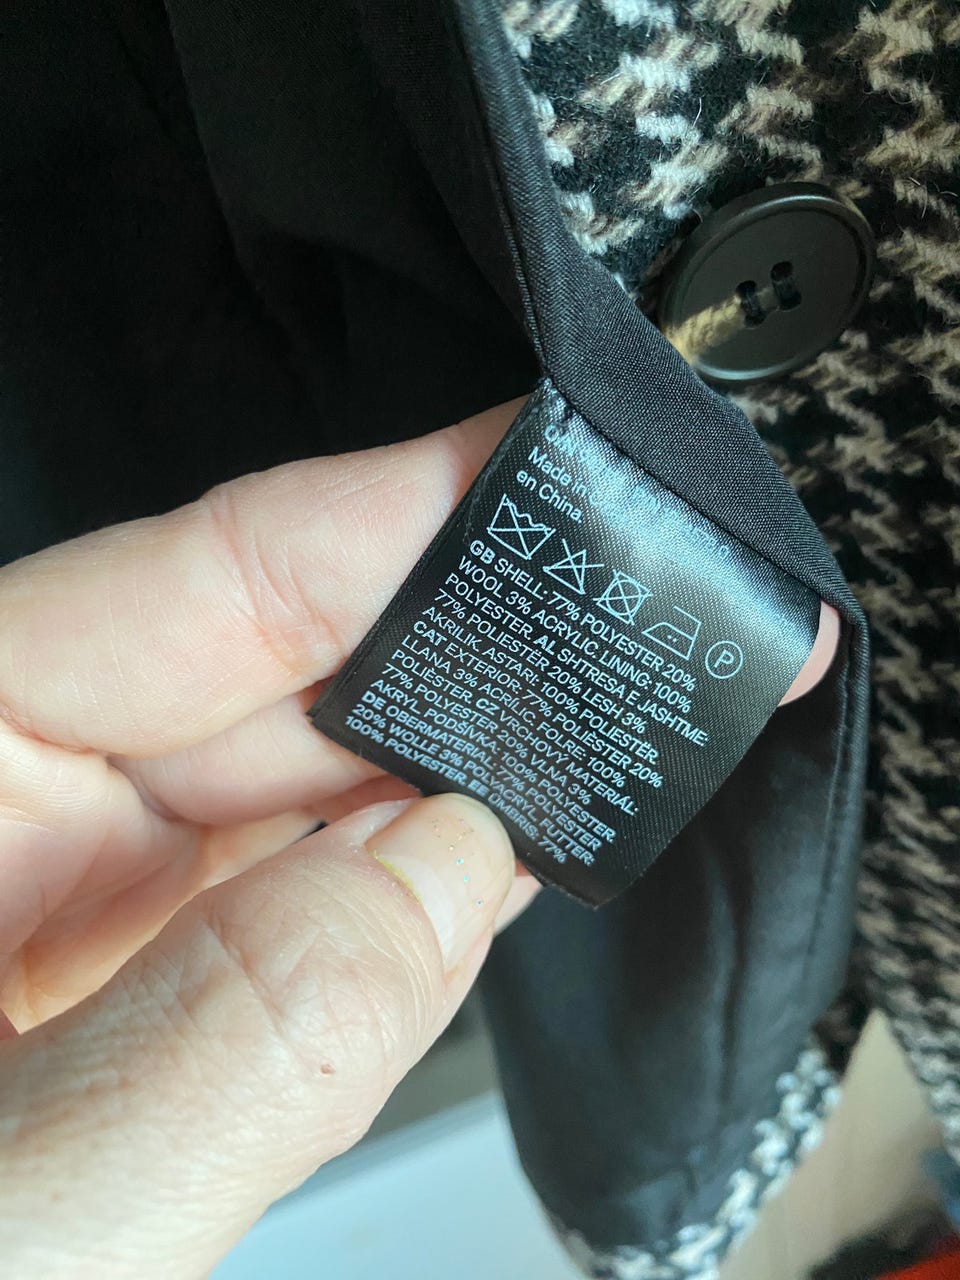 Made in
en China.
P
GB SHELL: 77% POLYESTER 20%
WOOL 3% ACRYLIC. LINING: 100%
POLYESTER. AL SHTRESA E JASHTME:
77% POLIESTER 20% LESH 3%
AKRILIK. ASTARI: 100% POLIESTER.
CAT EXTERIOR: 77% POLIÈSTER 20%
LLANA 3% ACRÍLIC. FOLRE: 100%
POLIÈSTER. CZ VRCHOVÝ MATERIÁL:
77% POLYESTER 20% VLNA 3%
AKRYL. PODŠÍVKA: 100% POLYESTER
DE OBERMATERIAL: 77% POLYESTER
20% WOLLE 3% POLYACRYL. FUTTER:
100% POLYESTER. EE ÜMBRIS: 77%